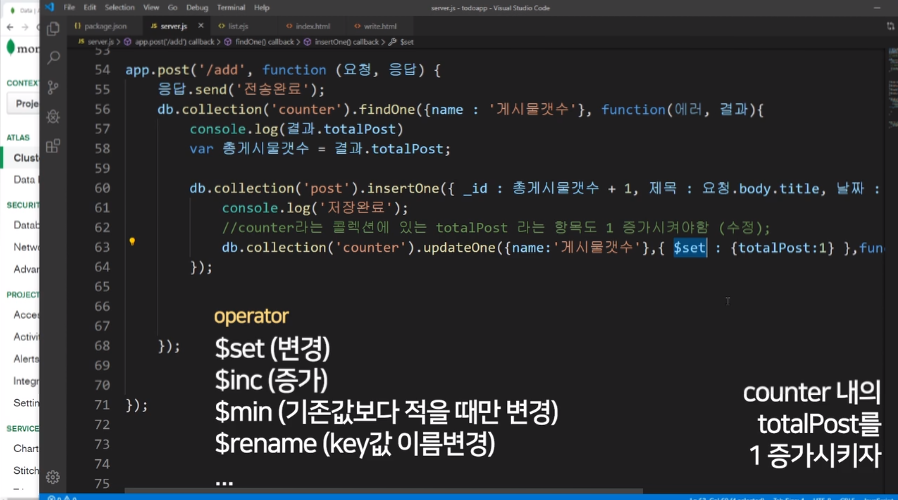 File Edit Selection View Go Debug Terminal Help
server.js - todoapp - Visual Studio Code
package.json server.js list.ejs index.html write.html
server.js > app.post('/add') callback > findOne() callback > insertOne() callback > $set
53
54 app.post('/add', function (요청, 응답) {
55 응답.send('전송완료');
56 db.collection('counter').findOne({name : '게시물갯수'}, function(에러, 결과){
57 console.log(결과.totalPost)
58 var 총게시물갯수 = 결과.totalPost;
59
60 db.collection('post').insertOne({ _id : 총게시물갯수 + 1, 제목 : 요청.body.title, 날짜 :
61 console.log('저장완료');
62 //counter라는 콜렉션에 있는 totalPost 라는 항목도 1 증가시켜야함 (수정);
63 db.collection('counter').updateOne({name:'게시물갯수'},{ $set : {totalPost:1} },func
64 });
65
66
67
68 });
69
70
71 });
72
73
74
75
operator
$set (변경)
$inc (증가)
$min (기존값보다 적을 때만 변경)
$rename (key값 이름변경)
...
counter 내의
totalPost를
1 증가시키자
Data
mon
CONTEX
Proje
ATLAS
Cluste
Data
SECURIT
Datab
Netwo
Advan
PROJEC
Acces
Activit
Alerts
Integr
Settin
SERVICE
Chart
Stitch